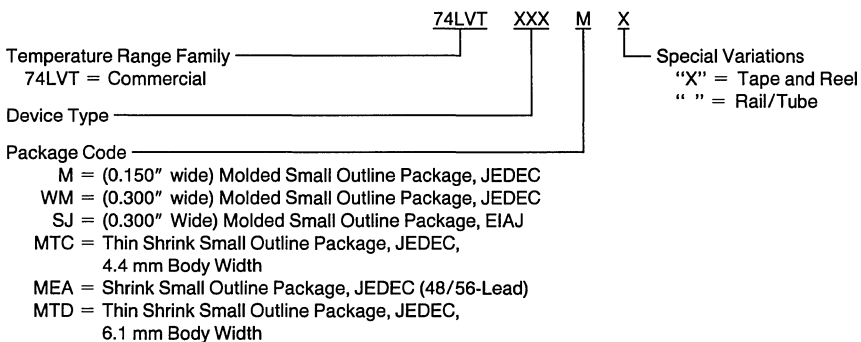 74LVT XXX M X
Temperature Range Family
74LVT = Commercial
Special Variations
"X" = Tape and Reel
" " = Rail/Tube
Device Type
Package Code
M = (0.150" wide) Molded Small Outline Package, JEDEC
WM = (0.300" wide) Molded Small Outline Package, JEDEC
SJ = (0.300" Wide) Molded Small Outline Package, EIAJ
MTC = Thin Shrink Small Outline Package, JEDEC,
4.4 mm Body Width
MEA = Shrink Small Outline Package, JEDEC (48/56-Lead)
MTD = Thin Shrink Small Outline Package, JEDEC,
6.1 mm Body Width